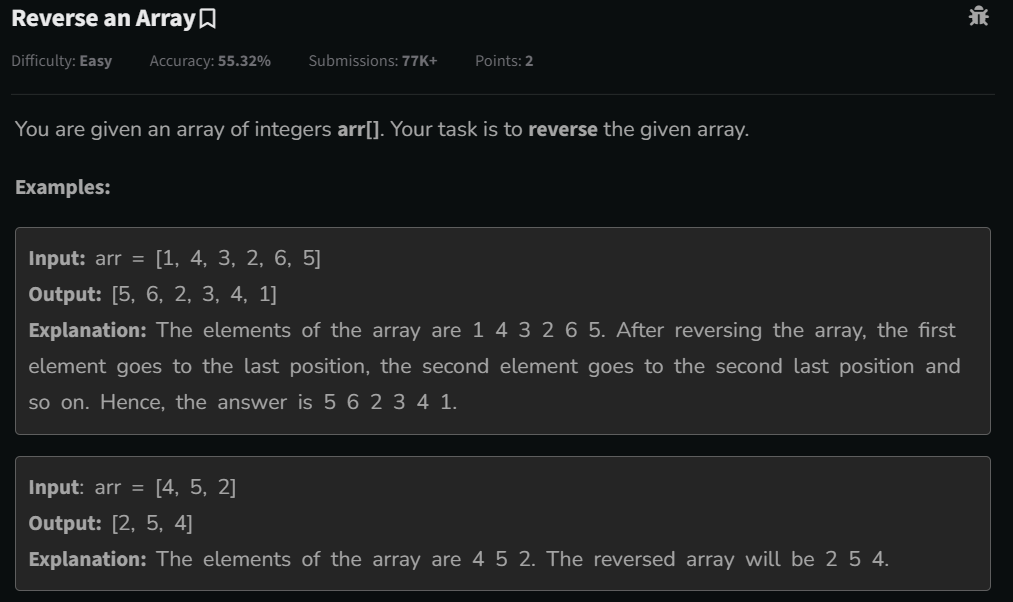 Reverse an Array
Difficulty: Easy Accuracy: 55.32% Submissions: 77K+ Points: 2
You are given an array of integers arr[]. Your task is to reverse the given array.
Examples:
Input: arr = [1, 4, 3, 2, 6, 5]
Output: [5, 6, 2, 3, 4, 1]
Explanation: The elements of the array are 1 4 3 2 6 5. After reversing the array, the first
element goes to the last position, the second element goes to the second last position and
so on. Hence, the answer is 5 6 2 3 4 1.
Input: arr = [4, 5, 2]
Output: [2, 5, 4]
Explanation: The elements of the array are 4 5 2. The reversed array will be 2 5 4.